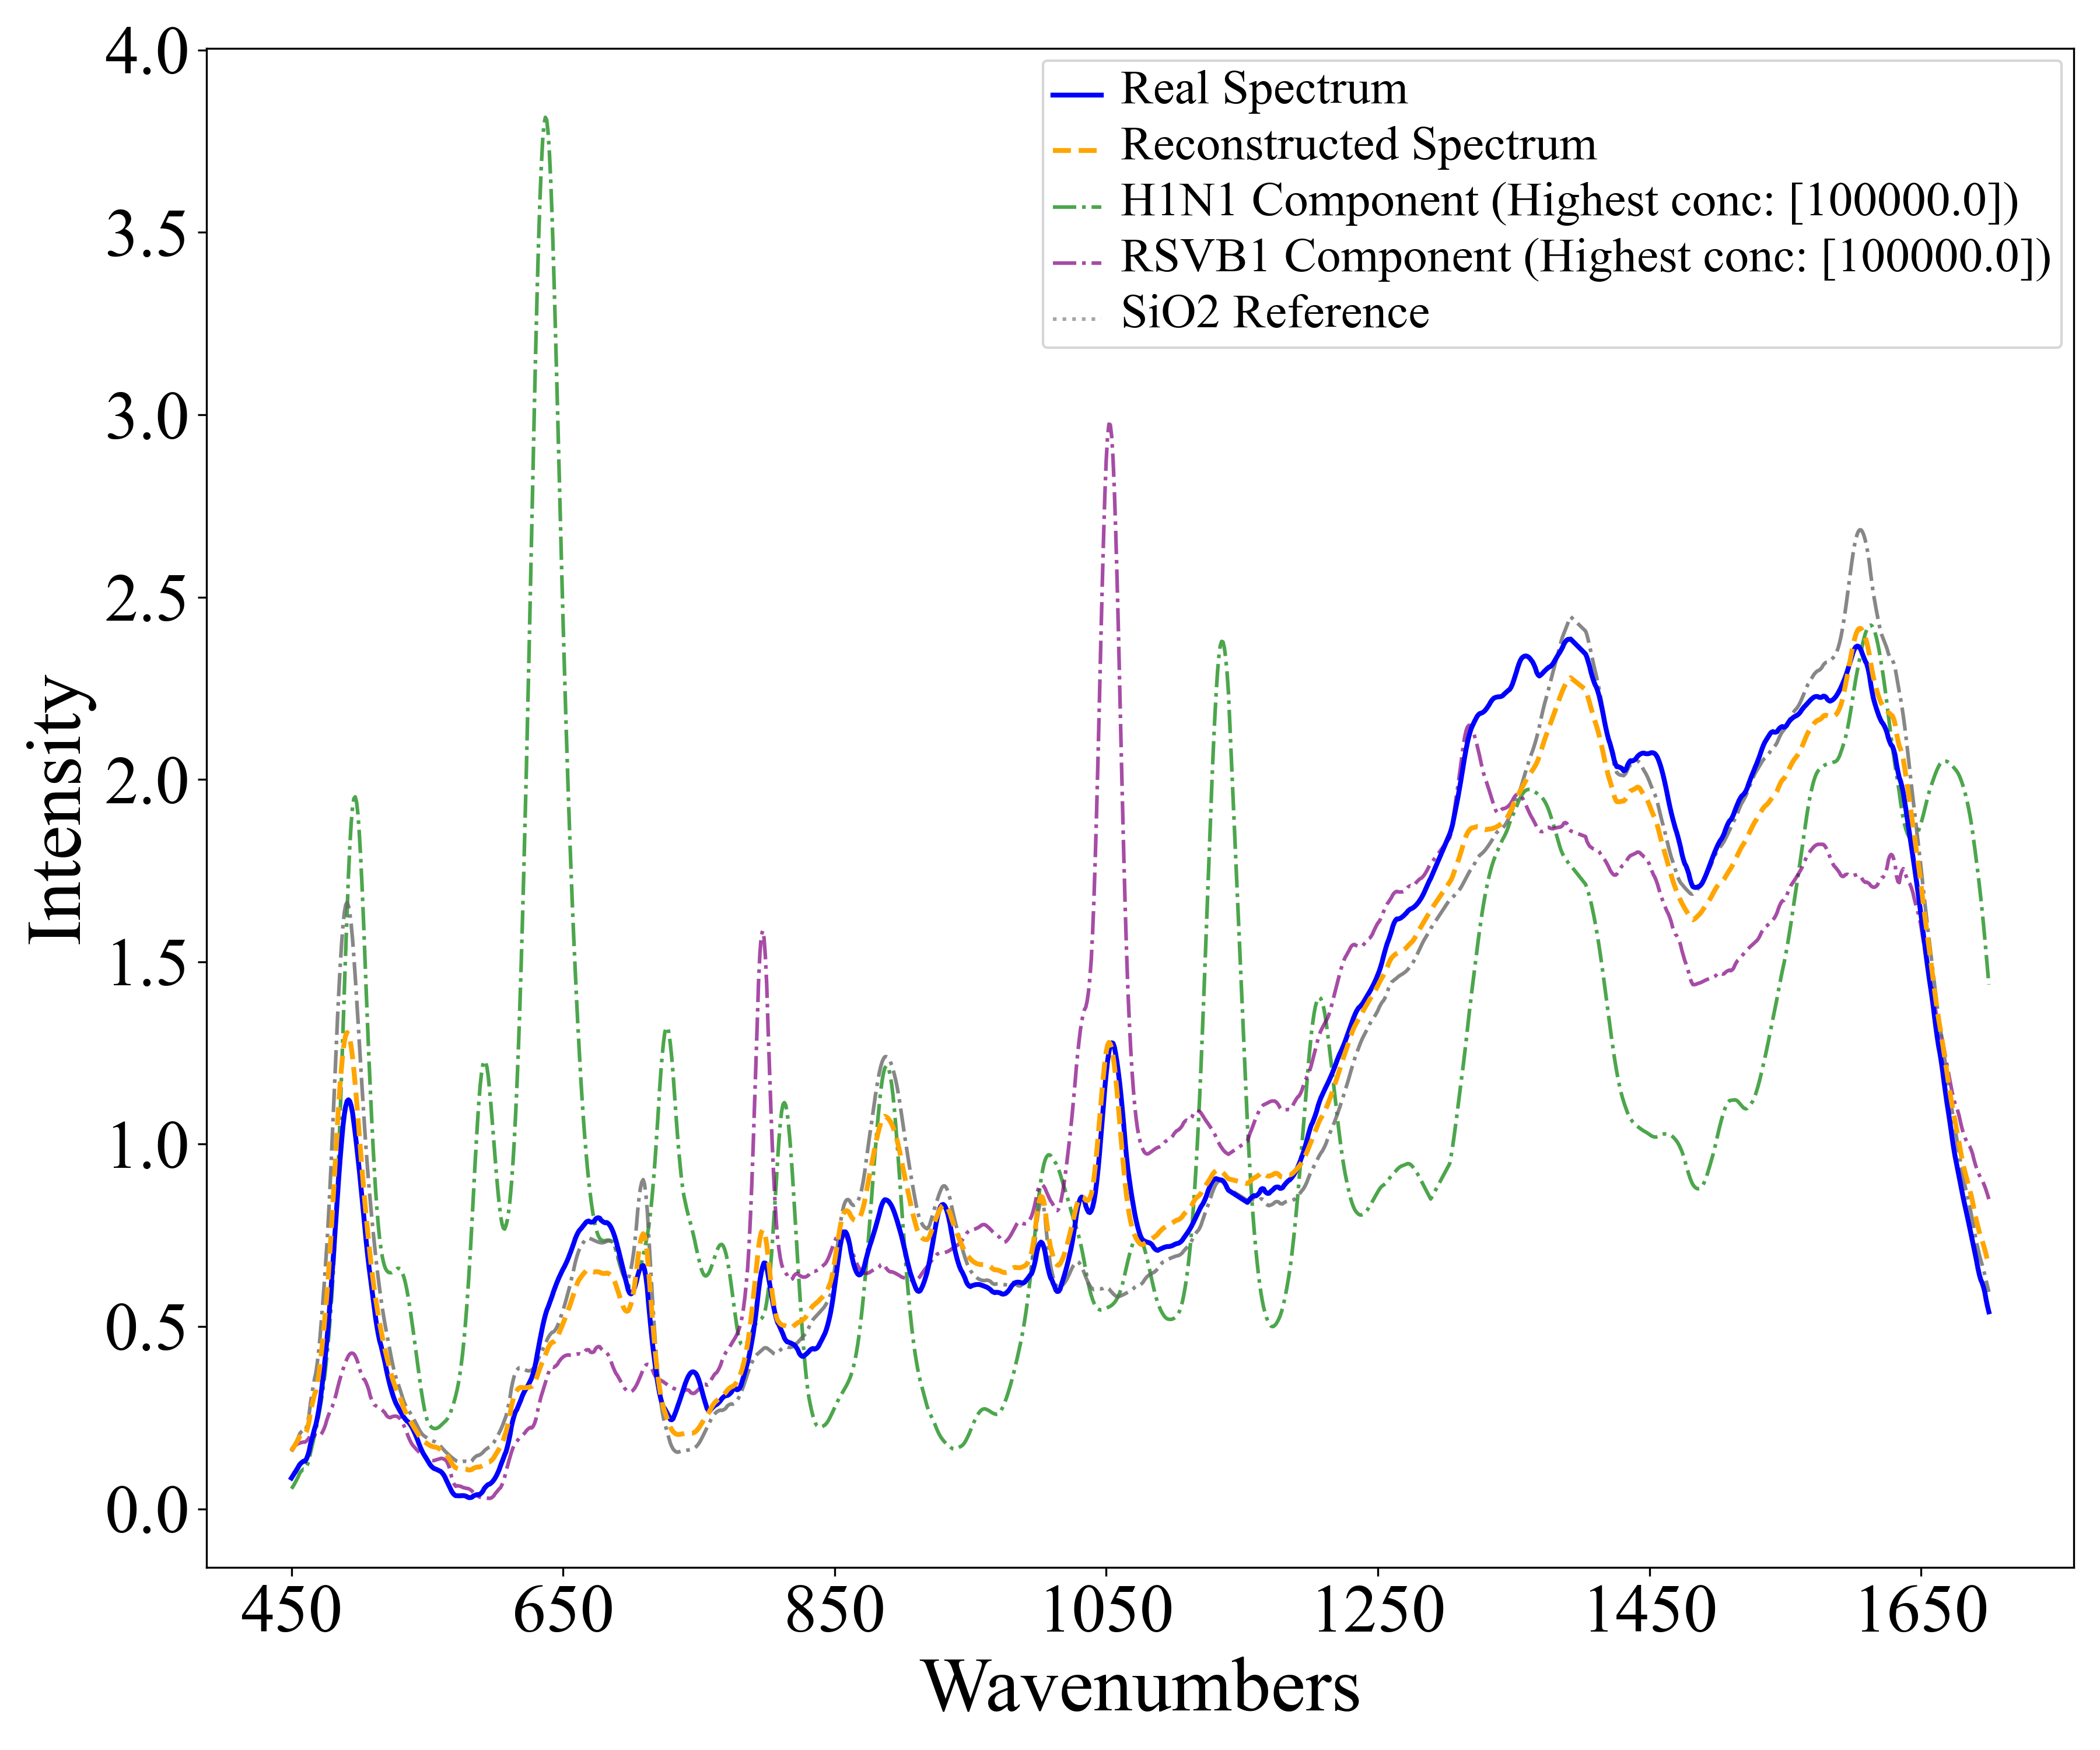 4.0
3.5
3.0
2.5
2.0
1.5
1.0
0.5
0.0
Intensity
Real Spectrum
Reconstructed Spectrum
H1N1 Component (Highest conc: [100000.0])
RSVB1 Component (Highest conc: [100000.0])
SiO2 Reference
450 650 850 1050 1250 1450 1650
Wavenumbers